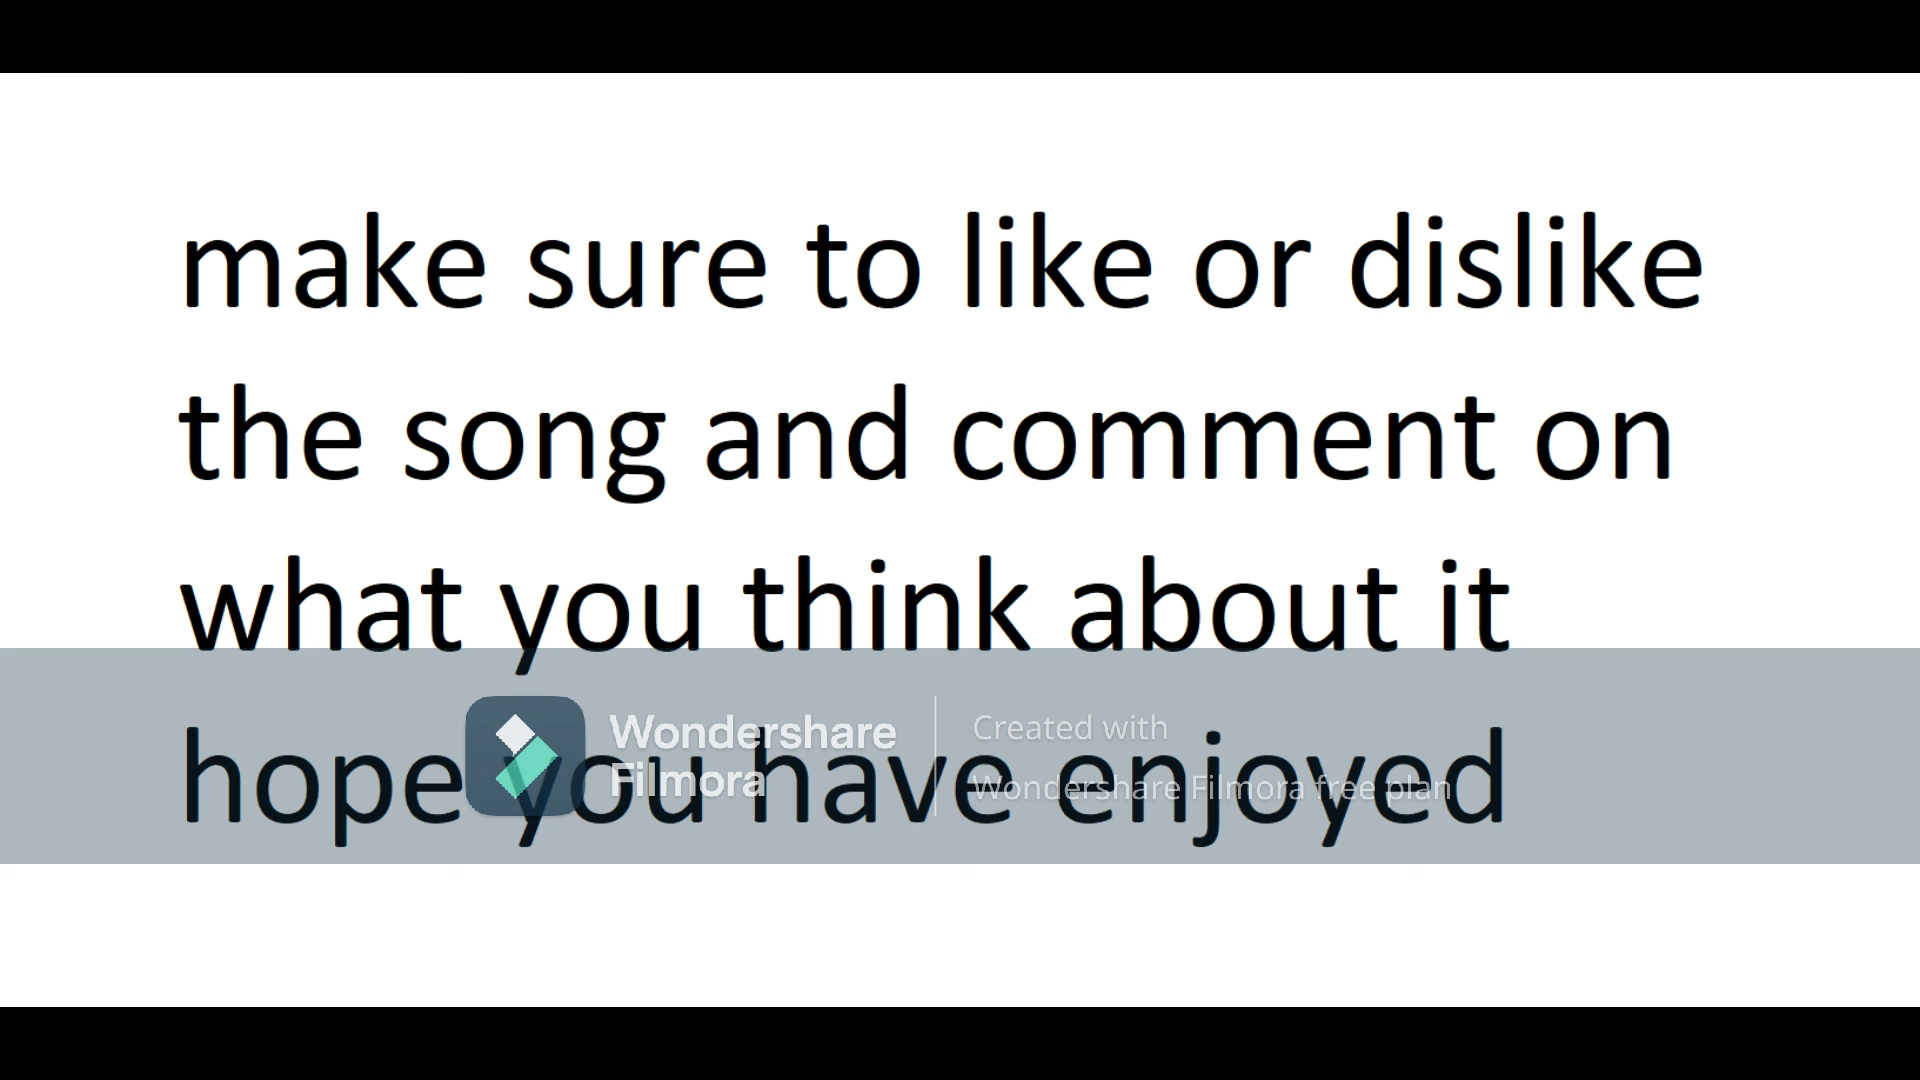 make sure to like or dislike
the song and comment on
what you think about it
hope you have enjoyed
Wondershare
Filmora
Created with
Wondershare Filmora free plan